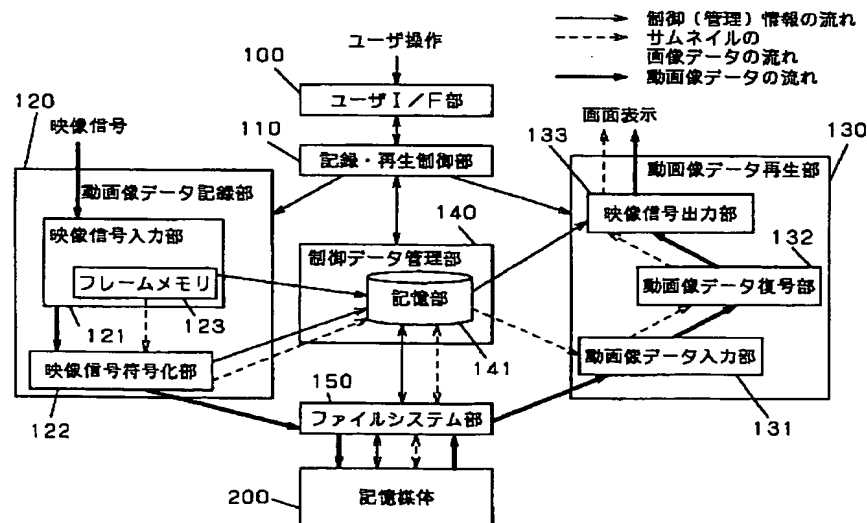 ユーザ操作
100
ユーザI/F部
制御(管理)情報の流れ
サムネイルの
画像データの流れ
動画像データの流れ
120
映像信号
110
記録・再生制御部
画面表示
133
130
動画像データ記録部
動画像データ再生部
映像信号入力部
フレームメモリ
121
123
140
制御データ管理部
記憶部
141
映像信号出力部
132
動画像データ復号部
映像信号符号化部
122
150
ファイルシステム部
動画像データ入力部
131
200
記憶媒体